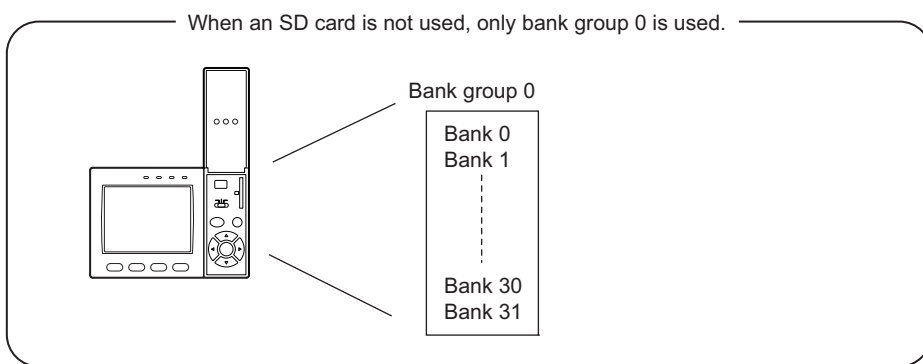 When an SD card is not used, only bank group 0 is used.
Bank group 0
Bank 0
Bank 1
Bank 30
Bank 31